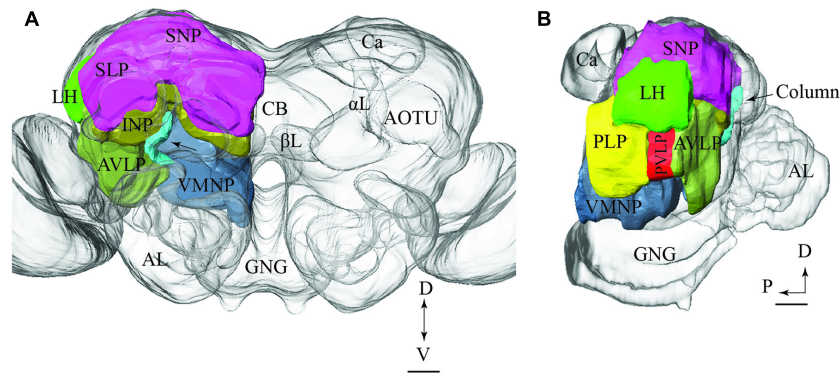 A
SNP
Ca
SLP
LH
CB
αL
AOTU
INP
βL
AVLP
VMNP
AL
GNG
D
V
B
SNP
Ca
Column
LH
PLP
PVLP
AVLP
AL
VMNP
GNG
D
P